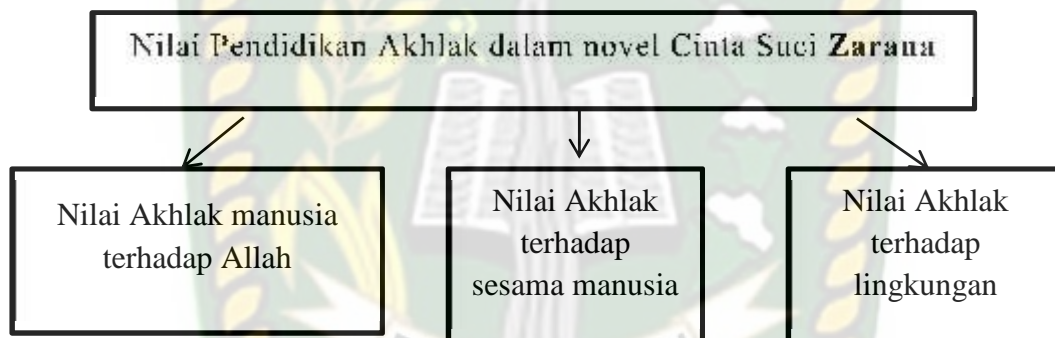 Nilai Pendidikan Akhlak dalam novel Cinta Suci Zarana
Nilai Akhlak manusia
terhadap Allah
Nilai Akhlak
terhadap
sesama manusia
Nilai Akhlak
terhadap
lingkungan